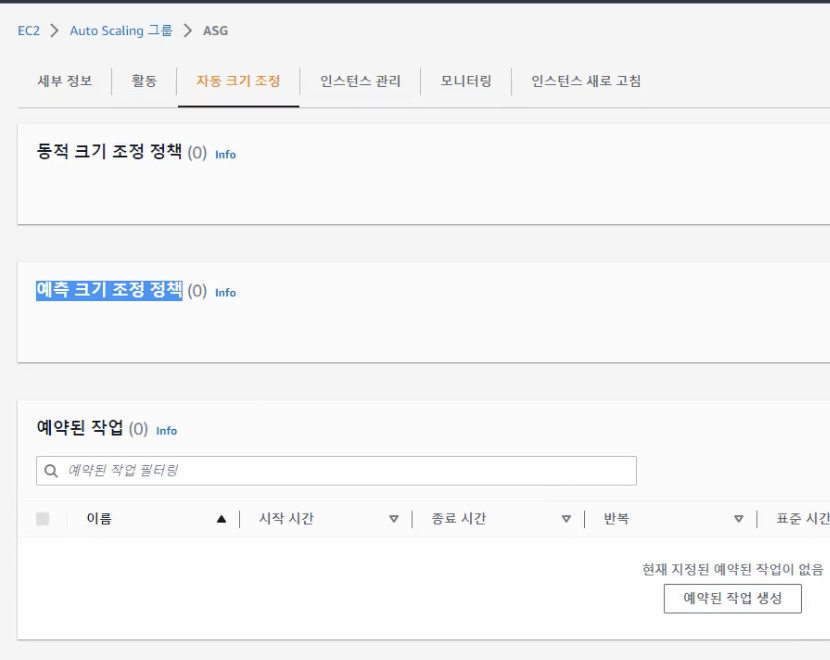 EC2 > Auto Scaling 그룹 > ASG
세부 정보 활동 자동 크기 조정 인스턴스 관리 모니터링 인스턴스 새로 고침
동적 크기 조정 정책 (0) Info
예측 크기 조정 정책 (0) Info
예약된 작업 (0) Info
예약된 작업 필터링
이름 시작 시간 종료 시간 반복 표준 시간
현재 지정된 예약된 작업이 없음
예약된 작업 생성